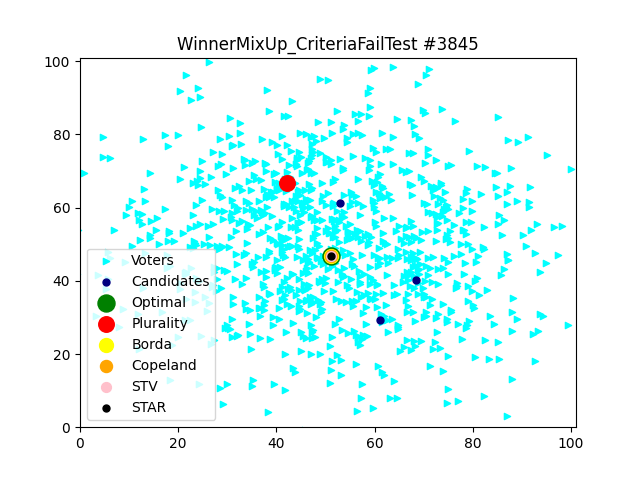 WinnerMixUp_CriteriaFailTest #3845
100
80
60
40
20
0
Voters
Candidates
Optimal
Plurality
Borda
Copeland
STV
STAR
0 20 40 60 80 100